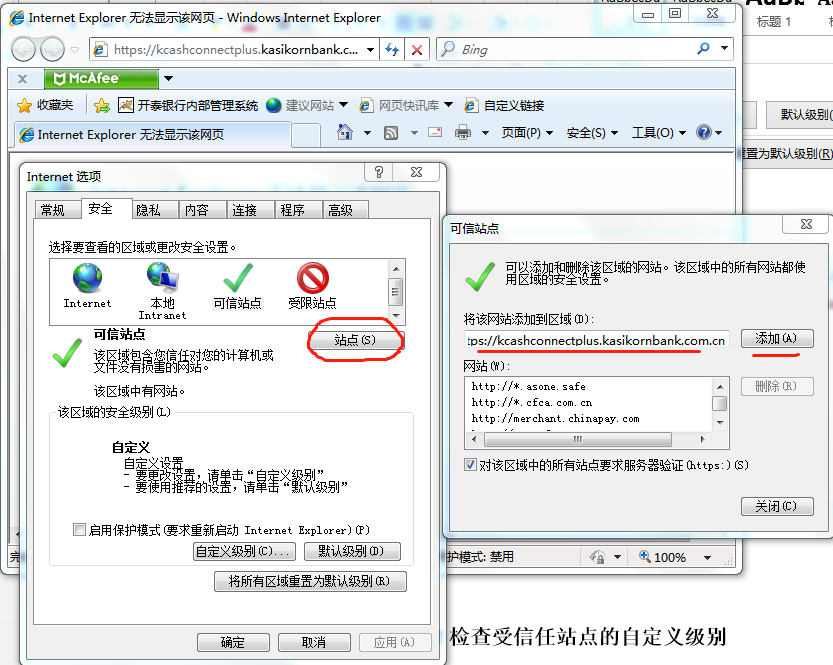 Internet Explorer 无法显示该网页 - Windows Internet Explorer
标题 1
https://kcashconnectplus.kasikornbank.c...
Bing
x McAfee
收藏夹 开泰银行内部管理系统 建议网站 网页快讯库 自定义链接
默认级别(
Internet Explorer 无法显示该网页
页面(P) 安全(S) 工具(O)
重置为默认级别(R)
Internet 选项
常规 安全 隐私 内容 连接 程序 高级
选择要查看的区域或更改安全设置。
Internet 本地 Intranet 可信站点 受限站点
可信站点
站点(S)
该区域包含您信任对您的计算机或
文件没有损害的网站。
该区域中有网站。
该区域的安全级别(L)
自定义
自定义设置
- 要更改设置，请单击“自定义级别”
- 要使用推荐的设置，请单击“默认级别”
启用保护模式(要求重新启动 Internet Explorer)(P)
自定义级别(C)... 默认级别(D)
将所有区域重置为默认级别(R)
确定 取消 应用(A)
可信站点
可以添加和删除该区域的网站。该区域中的所有网站都使
用区域的安全设置。
将该网站添加到区域(D):
tps://kcashconnectplus.kasikornbank.com.cn 添加(A)
网站(W):
http://*.asone.safe 删除(R)
http://*.cfca.com.cn
http://merchant.chinapay.com
对该区域中的所有站点要求服务器验证(https:)(S)
关闭(C)
护模式: 禁用 100%
检查受信任站点的自定义级别